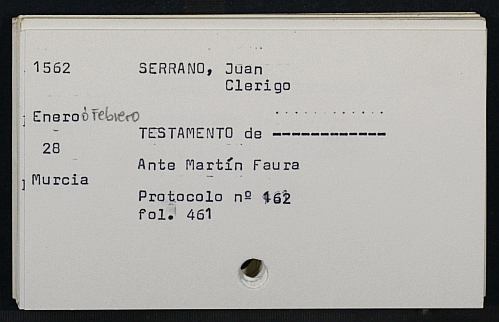 1562 SERRANO, Juan
Clerigo
Enero ó Febrero
TESTAMENTO de ------------
28
Ante Martín Faura
Murcia
Protocolo nº 162
fol. 461